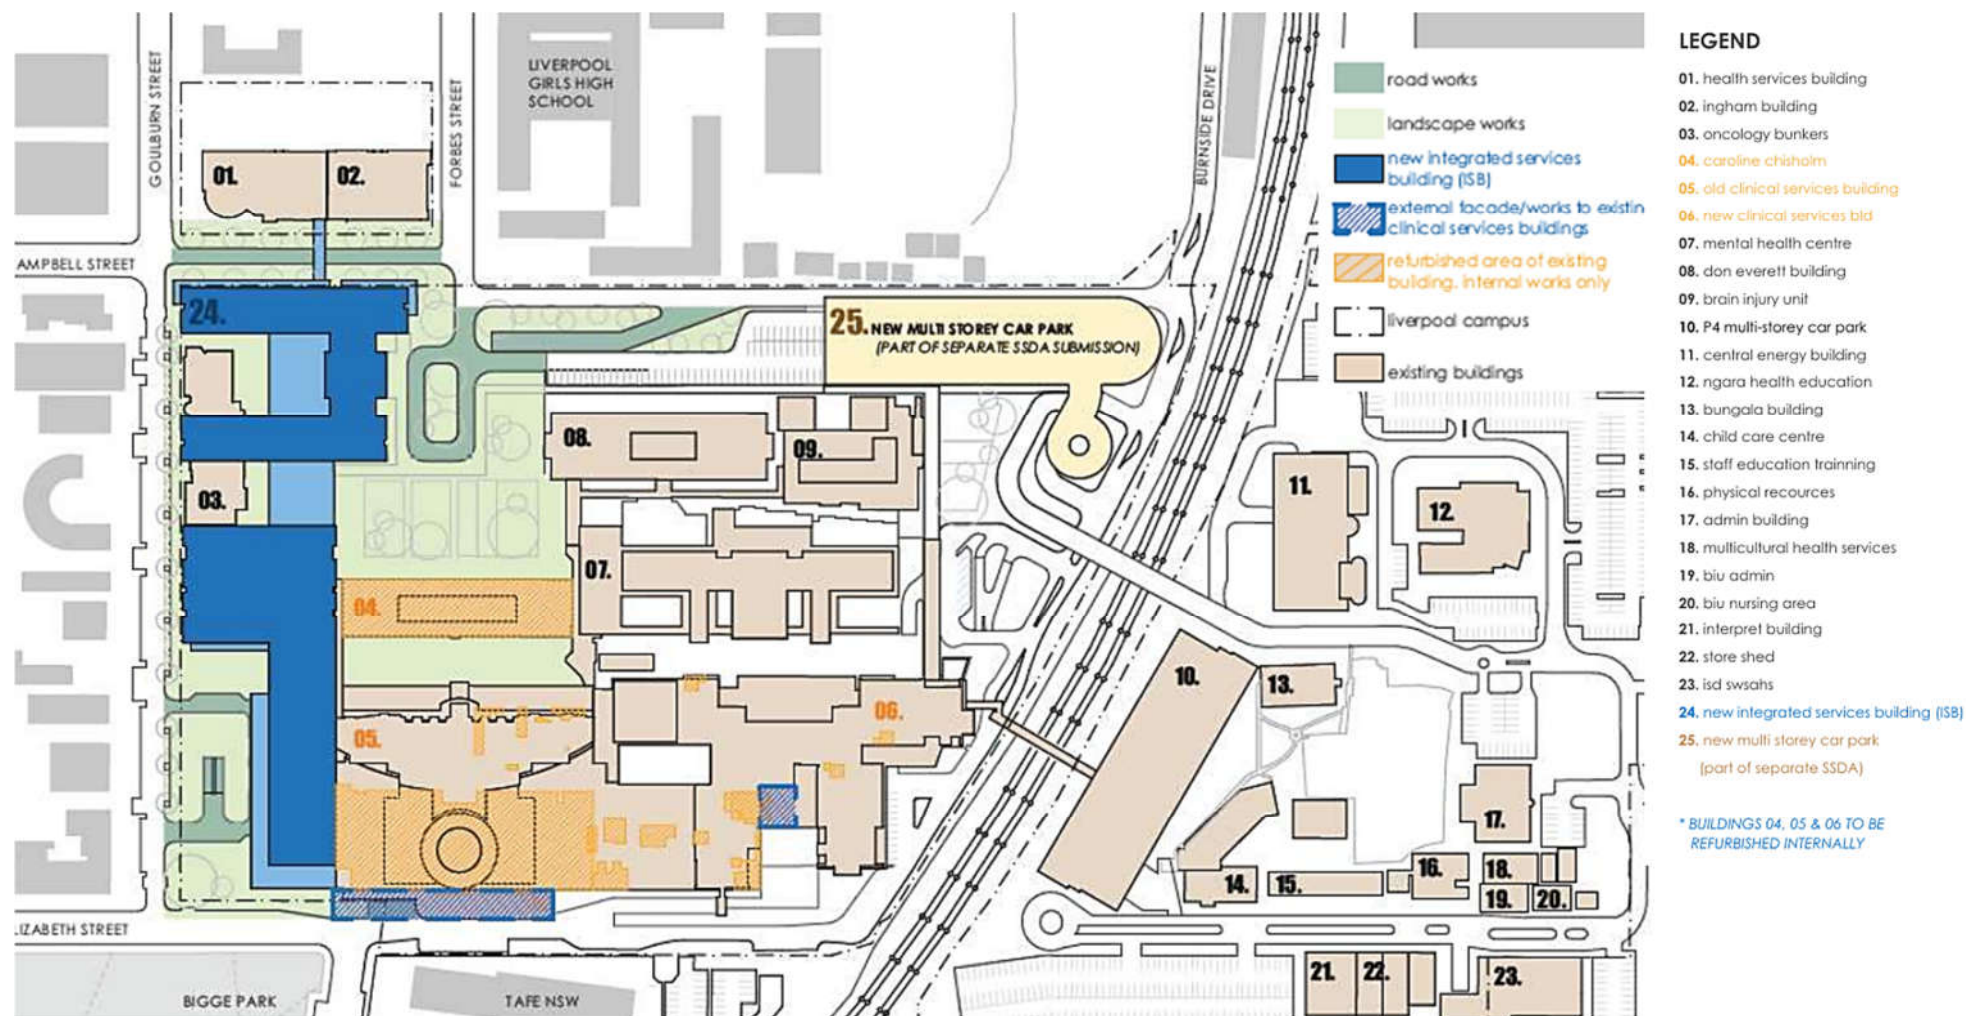 GOULBURN STREET
FORBES STREET
LIVERPOOL
GIRLS HIGH
SCHOOL
BURNSIDE DRIVE
01.
02.
AMPBELL STREET
24.
25. NEW MULTI STOREY CAR PARK
(PART OF SEPARATE SSDA SUBMISSION)
08.
09.
03.
11.
12.
07.
04.
10.
13.
06.
05.
17.
16.
18.
14.
15.
19.
20.
LIZABETH STREET
21.
22.
23.
BIGGE PARK
TAFE NSW
road works
landscape works
new integrated services
building (ISB)
external facade/works to existin
clinical services buildings
refurbished area of existing
building. internal works only
liverpool campus
existing buildings
LEGEND
01. health services building
02. ingham building
03. oncology bunkers
04. caroline chisholm
05. old clinical services building
06. new clinical services bld
07. mental health centre
08. don everett building
09. brain injury unit
10. P4 multi-storey car park
11. central energy building
12. ngara health education
13. bungala building
14. child care centre
15. staff education trainning
16. physical recources
17. admin building
18. multicultural health services
19. biu admin
20. biu nursing area
21. interpret building
22. store shed
23. isd swsahs
24. new integrated services building (ISB)
25. new multi storey car park
(part of separate SSDA)
* BUILDINGS 04, 05 & 06 TO BE
REFURBISHED INTERNALLY